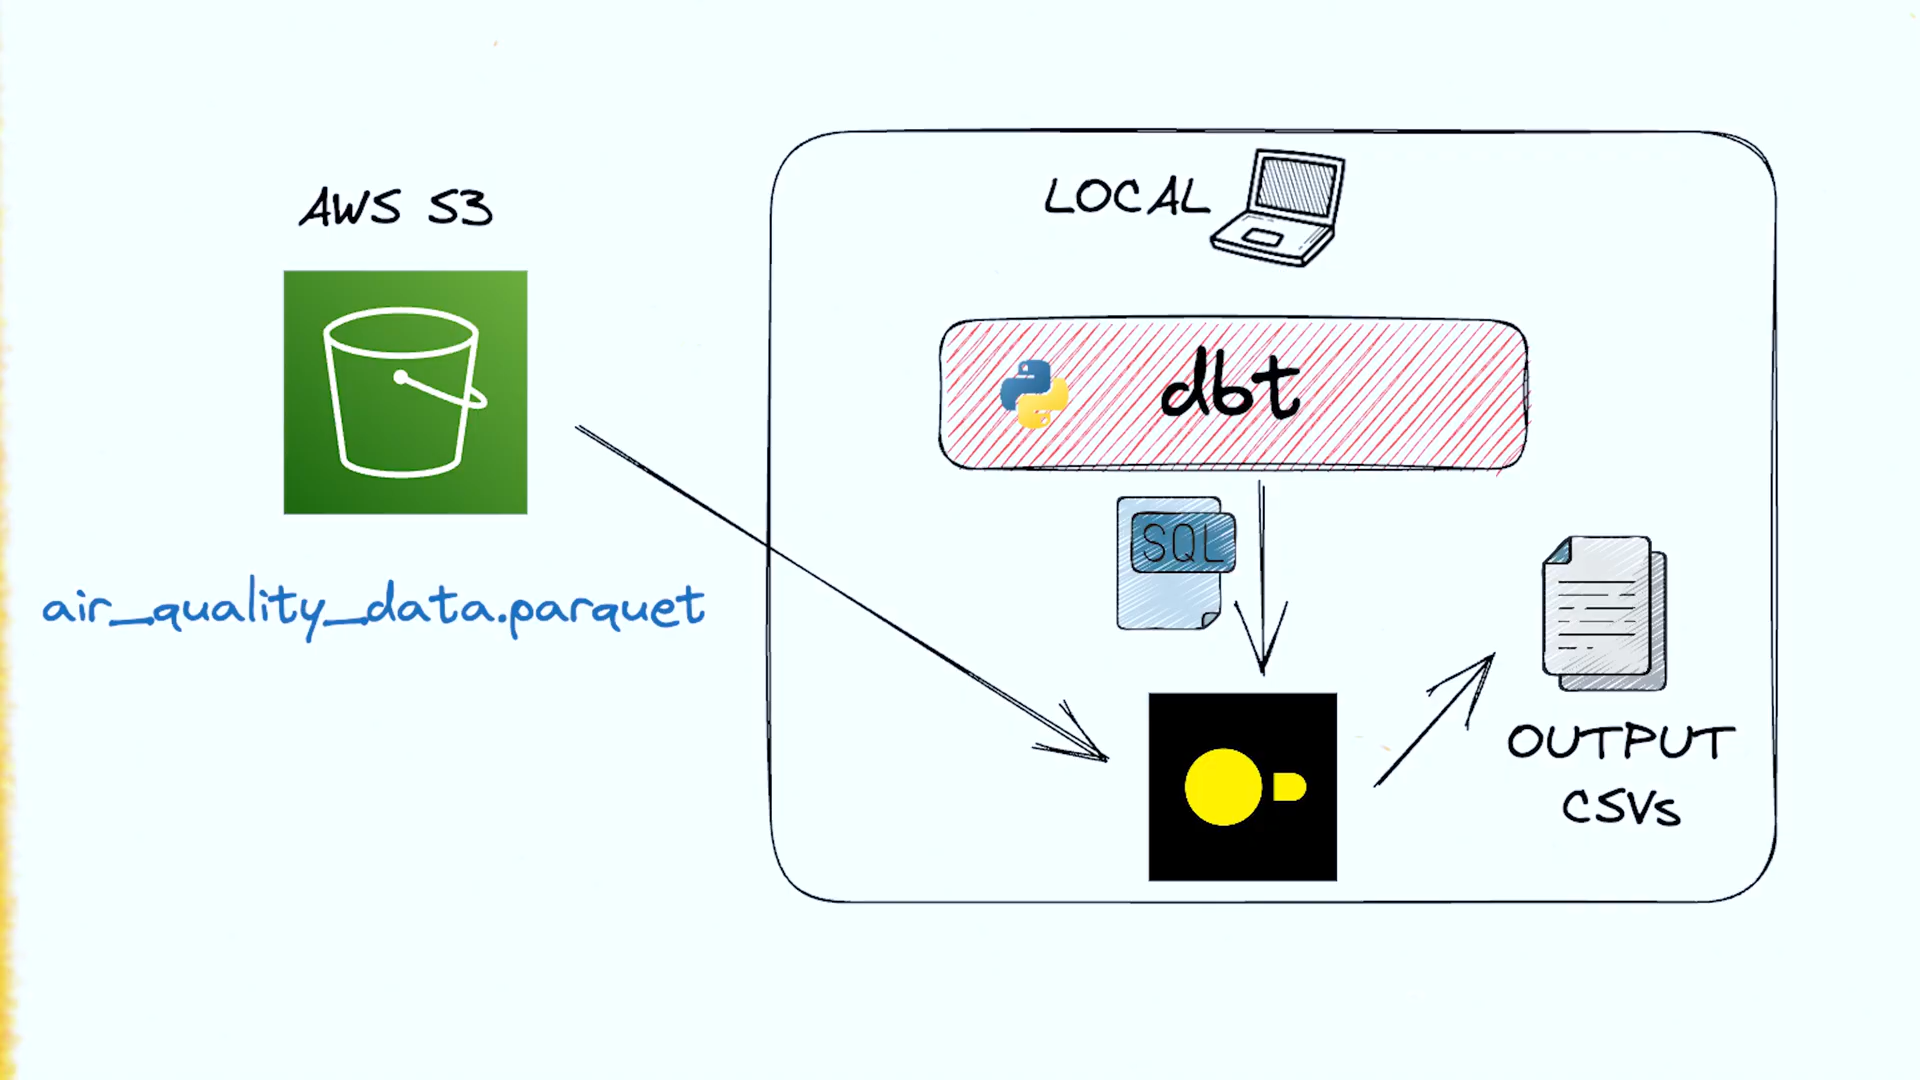 AWS S3
air_quality_data.parquet
LOCAL
dbt
SQL
OUTPUT
CSVs